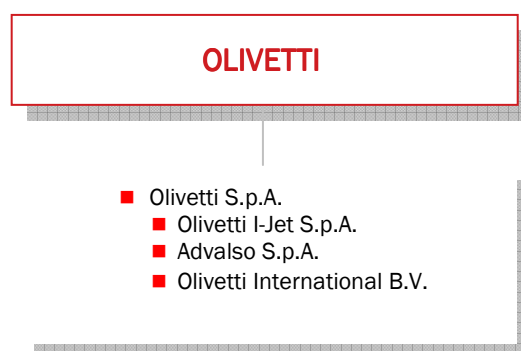 OLIVETTI
Olivetti S.p.A.
Olivetti I-Jet S.p.A.
Advalso S.p.A.
Olivetti International B.V.